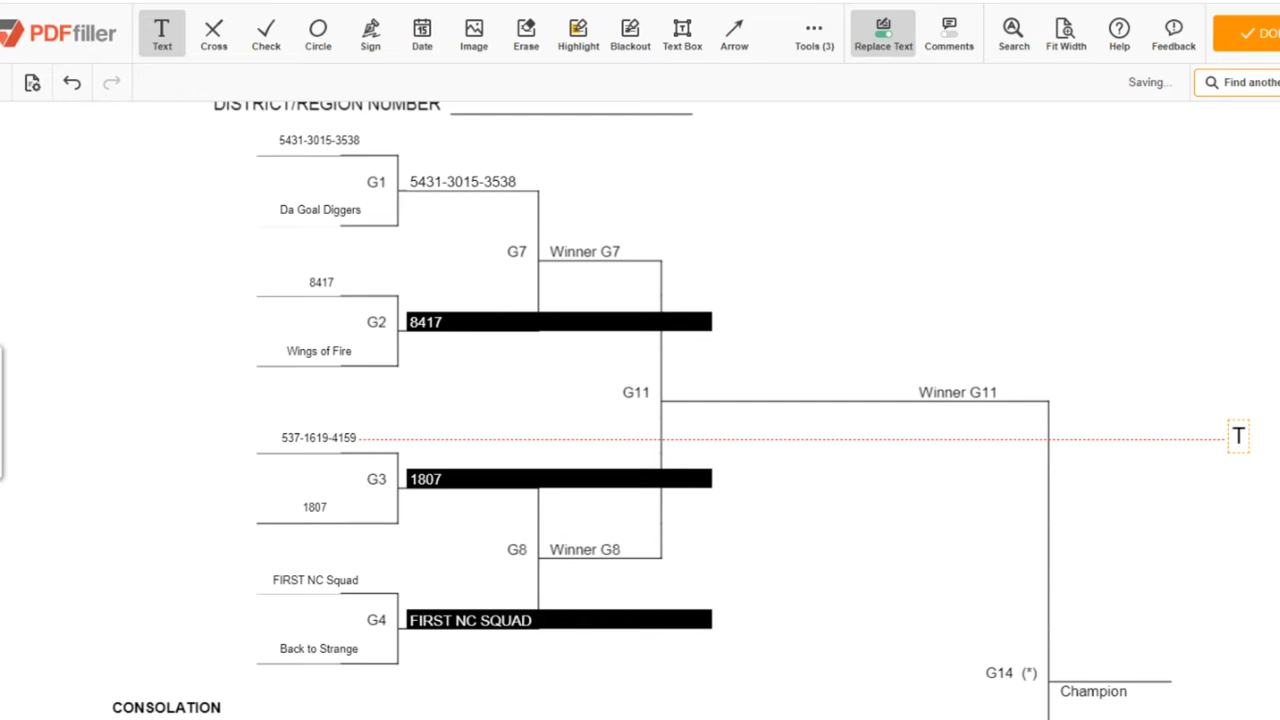 PDFfiller
Text Cross Check Circle Sign Date Image Erase Highlight Blackout Text Box Arrow Tools (3) Replace Text Comments Search Fit Width Help Feedback
15
Saving...
Find anothe
DISTRICT/REGION NUMBER
5431-3015-3538
G1 5431-3015-3538
Da Goal Diggers
G7 Winner G7
8417
G2 8417
Wings of Fire
G11 Winner G11
537-1619-4159
T
G3 1807
1807
G8 Winner G8
FIRST NC Squad
G4 FIRST NC SQUAD
Back to Strange
G14 (*)
Champion
CONSOLATION